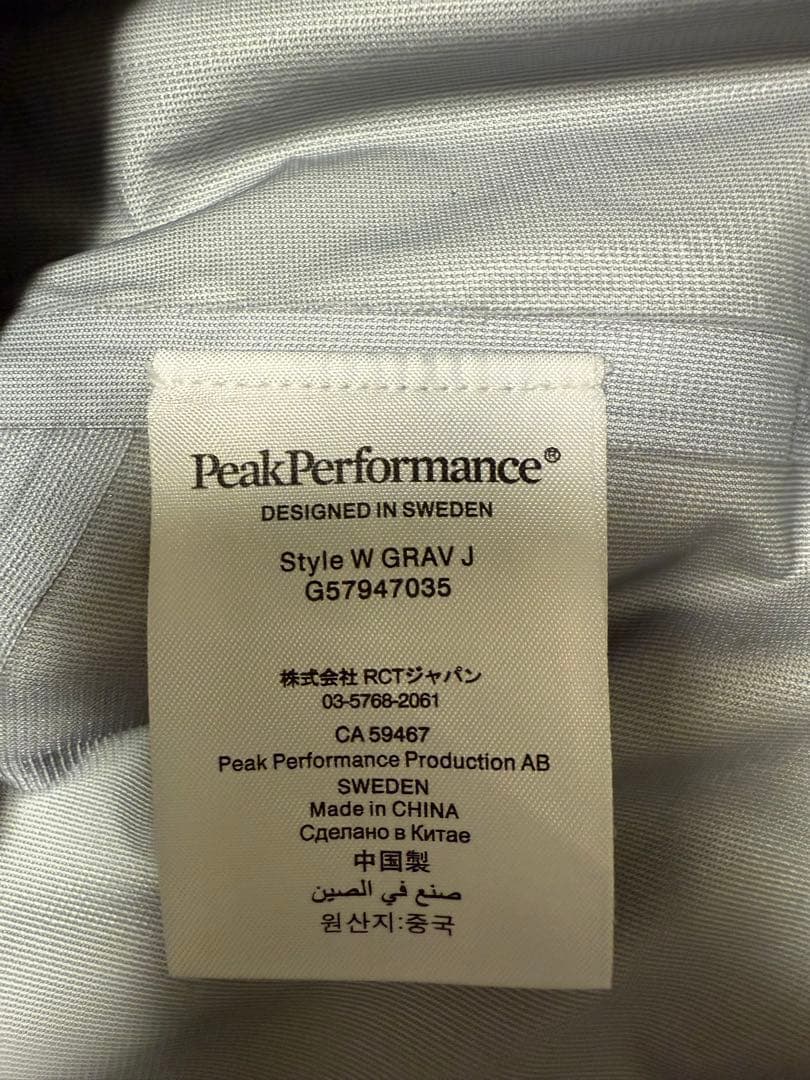 PeakPerformance®
DESIGNED IN SWEDEN
Style W GRAV J
G57947035
株式会社 RCTジャパン
03-5768-2061
CA 59467
Peak Performance Production AB
SWEDEN
Made in CHINA
Сделано в Китае
中国製
صنع في الصين
원산지:중국